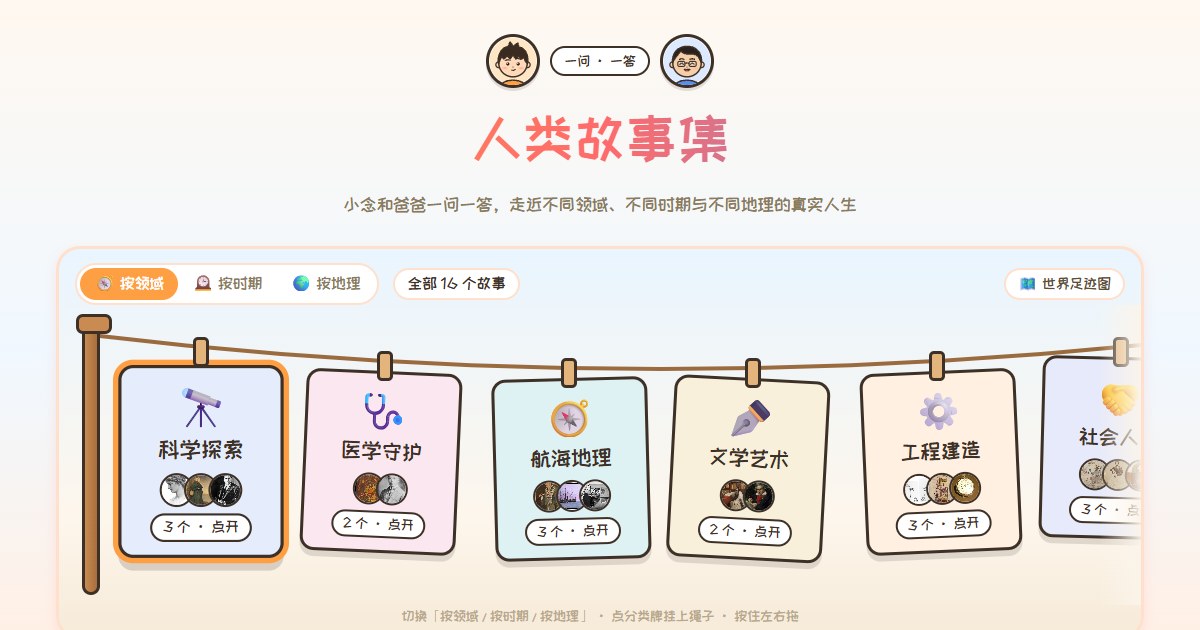 一问 · 一答
人类故事集
小念和爸爸一问一答，走近不同领域、不同时期与不同地理的真实人生
按领域 按时期 按地理 全部 16 个故事 世界足迹图
科学探索
3 个 · 点开
医学守护
2 个 · 点开
航海地理
3 个 · 点开
文学艺术
2 个 · 点开
工程建造
3 个 · 点开
社会人
3 个 ·
切换「按领域 / 按时期 / 按地理」 · 点分类牌挂上绳子 · 按住左右拖